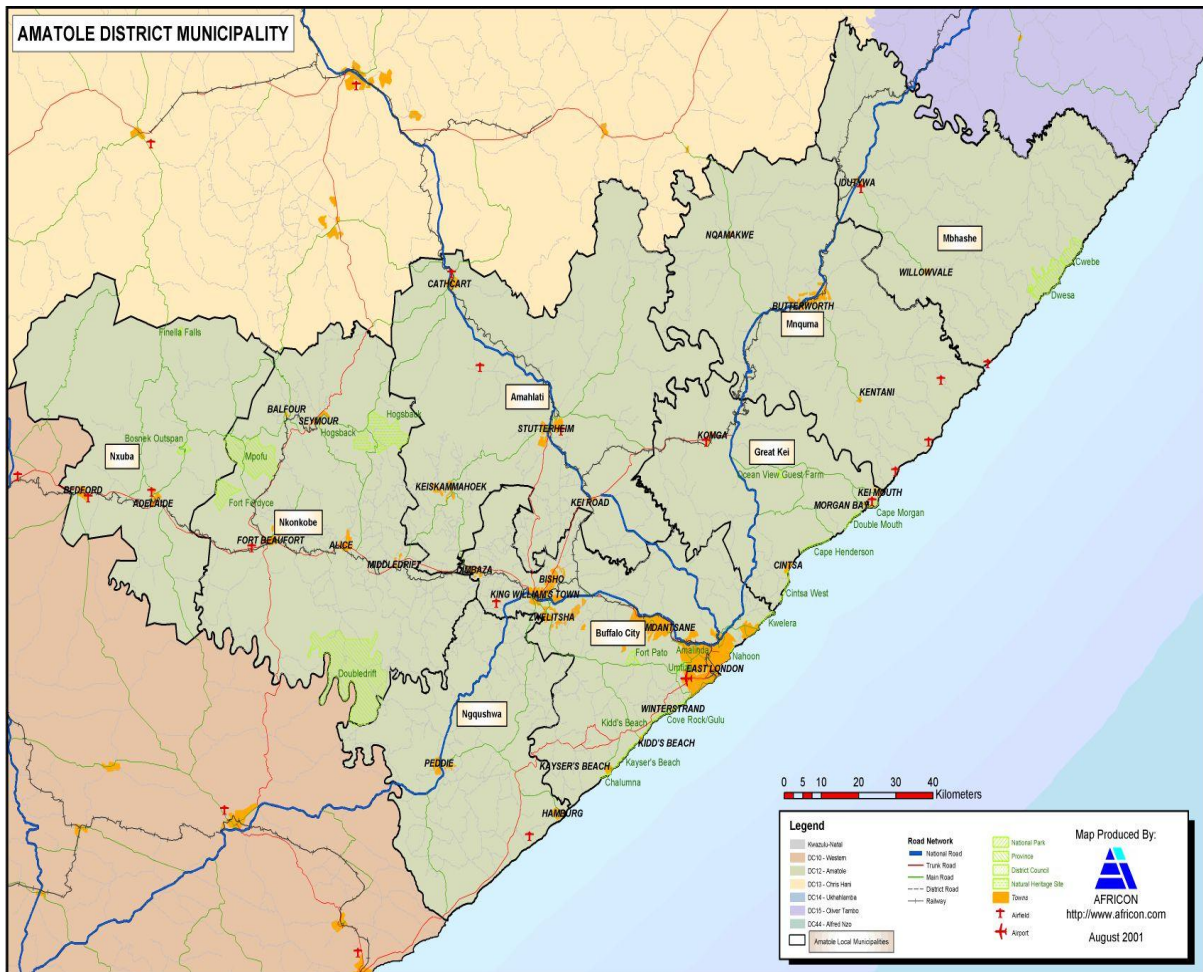 AMATOLE DISTRICT MUNICIPALITY
IDUTYWA
NQAMAKWE
Mbhashe
Cwebe
WILLOWVALE
CATHCART
Dwesa
BUTTERWORTH
Mnquma
Finella Falls
KENTANI
Amahlati
BALFOUR
SEYMOUR
Hogsback
Hogsback
STUTTERHEIM
KOMGA
Bosnek Outspan
Nxuba
Mpofu
Great Kei
Ocean View Guest Farm
BEDFORD
ADELAIDE
KEISKAMMAHOEK
KEI MOUTH
Fort Fordyce
KEI ROAD
MORGAN BAY
Cape Morgan
Nkonkobe
Double Mouth
FORT BEAUFORT
ALICE
Cape Henderson
MIDDLEDRIFT
DIMBAZA
CINTSA
BISHO
KING WILLIAM'S TOWN
Cintsa West
ZWELITSHA
Buffalo City
MDANTSANE
Kwelera
Fort Pato
Amalinda
Nahoon
Doubledrift
EAST LONDON
Ngqushwa
WINTERSTRAND
Cove Rock/Gulu
Kidd's Beach
KIDD'S BEACH
PEDDIE
KAYSER'S BEACH
Kayser's Beach
Chalumna
HAMBURG
0 5 10 20 30 40
Kilometers
Legend
Kwazulu-Natal
DC10 - Western
DC12 - Amatole
DC13 - Chris Hani
DC14 - Ukhahlamba
DC15 - Oliver Tambo
DC44 - Alfred Nzo
Amatole Local Municipalities
Road Network
National Road
Trunk Road
Main Road
District Road
Railway
National Park
Province
District Council
Natural Heritage Site
Towns
Airfield
Airport
Map Produced By:
AFRICON
http://www.africon.com
August 2001